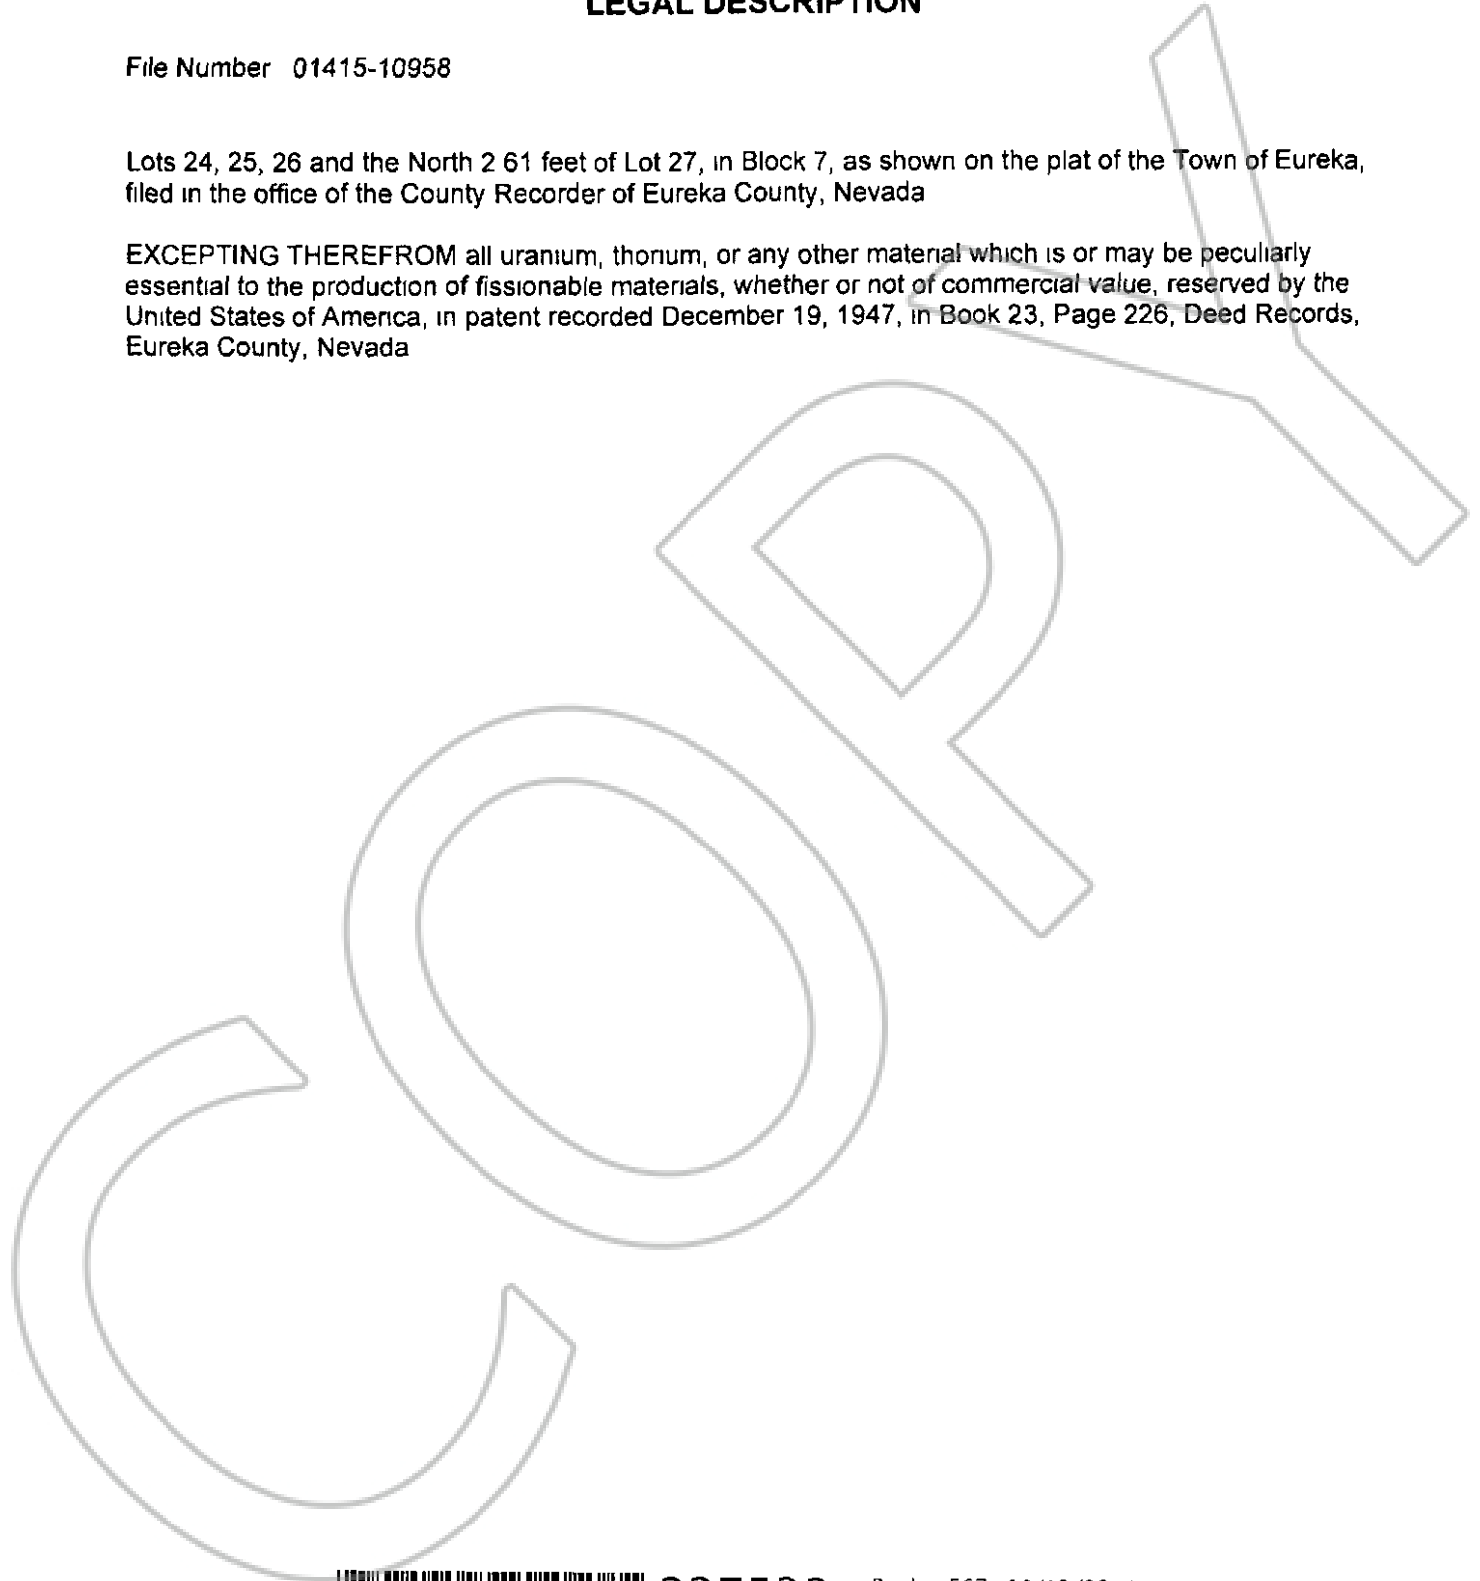 LEGAL DESCRIPTION
File Number 01415-10958
Lots 24, 25, 26 and the North 2 61 feet of Lot 27, in Block 7, as shown on the plat of the Town of Eureka,
filed in the office of the County Recorder of Eureka County, Nevada
EXCEPTING THEREFROM all uranium, thorium, or any other material which is or may be peculiarly
essential to the production of fissionable materials, whether or not of commercial value, reserved by the
United States of America, in patent recorded December 19, 1947, in Book 23, Page 226, Deed Records,
Eureka County, Nevada
COPY